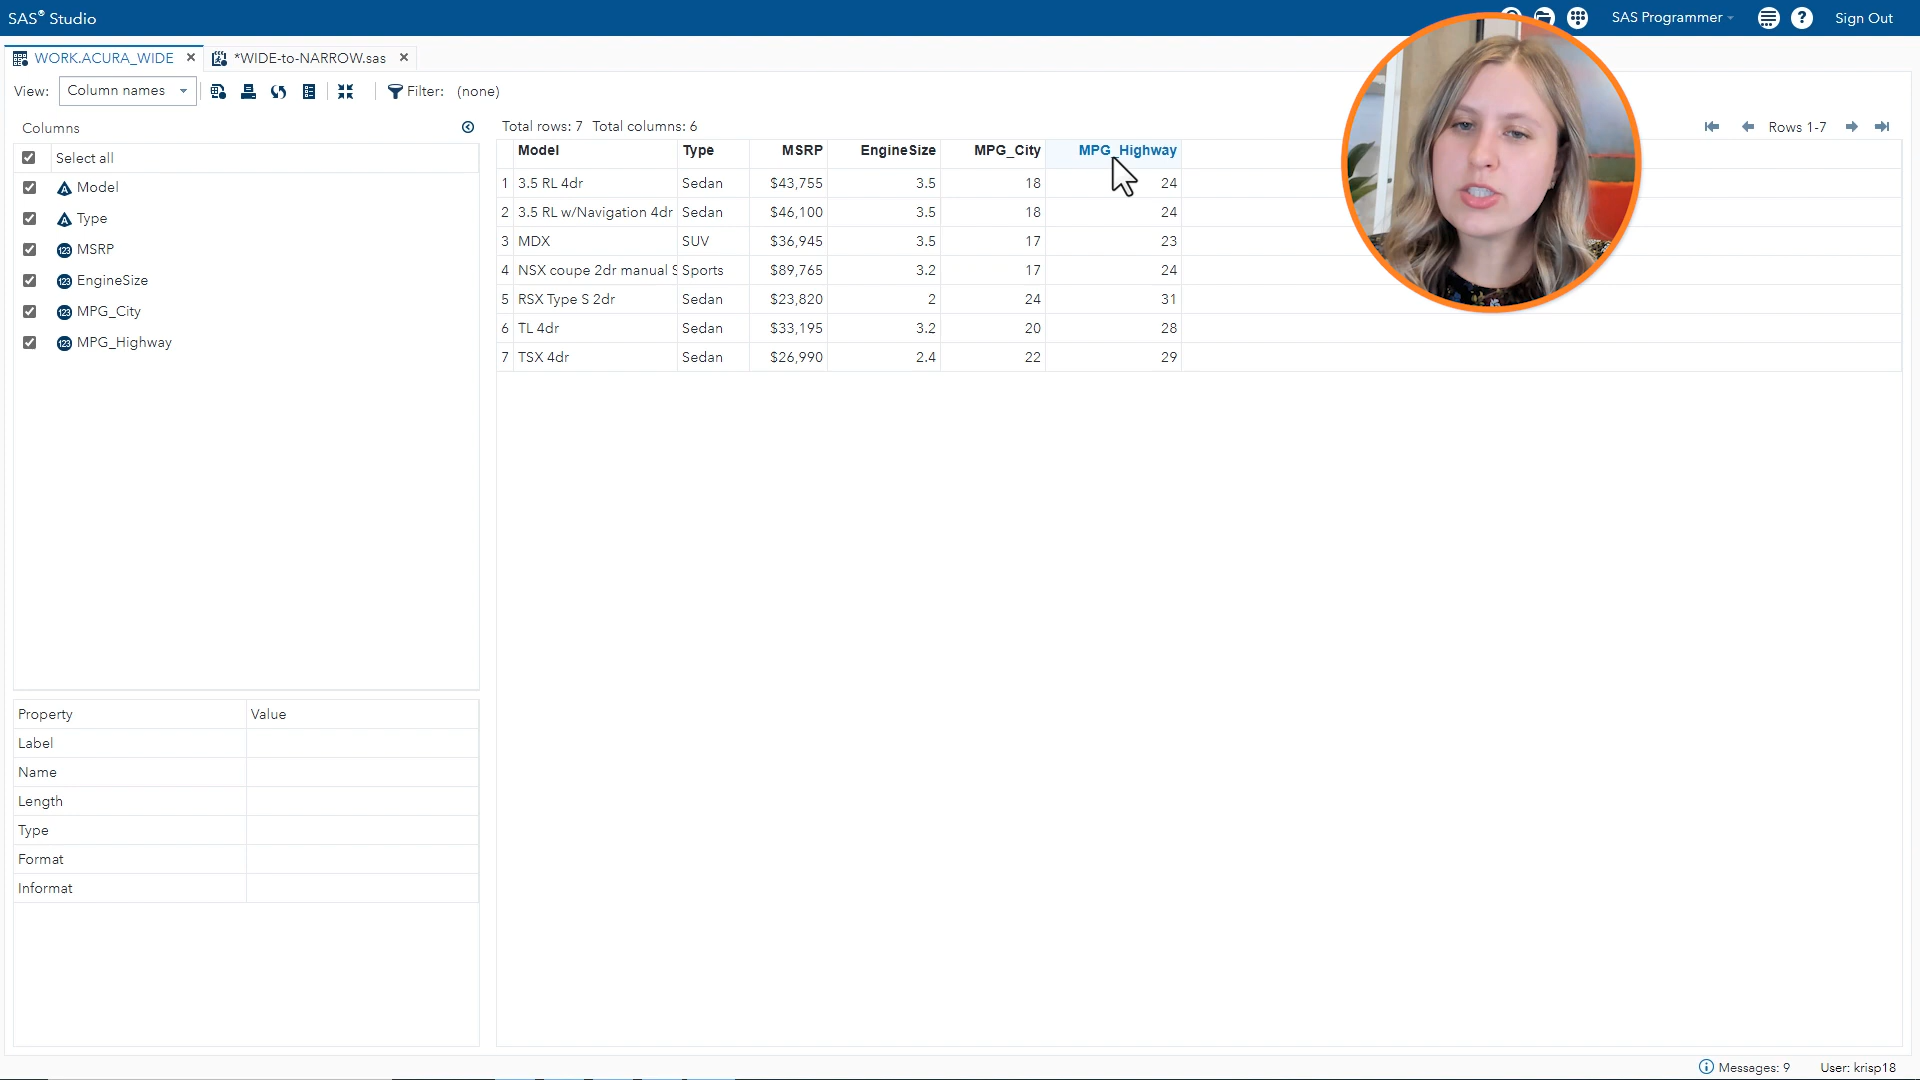 SAS® Studio
SAS Programmer
Sign Out
WORK.ACURA_WIDE
*WIDE-to-NARROW.sas
View: Column names
Filter: (none)
Columns
Select all
Model
Type
MSRP
EngineSize
MPG_City
MPG_Highway
Property Value
Label
Name
Length
Type
Format
Informat
Total rows: 7 Total columns: 6
Rows 1-7
Model Type MSRP EngineSize MPG_City MPG_Highway
1 3.5 RL 4dr Sedan $43,755 3.5 18 24
2 3.5 RL w/Navigation 4dr Sedan $46,100 3.5 18 24
3 MDX SUV $36,945 3.5 17 23
4 NSX coupe 2dr manual S Sports $89,765 3.2 17 24
5 RSX Type S 2dr Sedan $23,820 2 24 31
6 TL 4dr Sedan $33,195 3.2 20 28
7 TSX 4dr Sedan $26,990 2.4 22 29
Messages: 9
User: krisp18